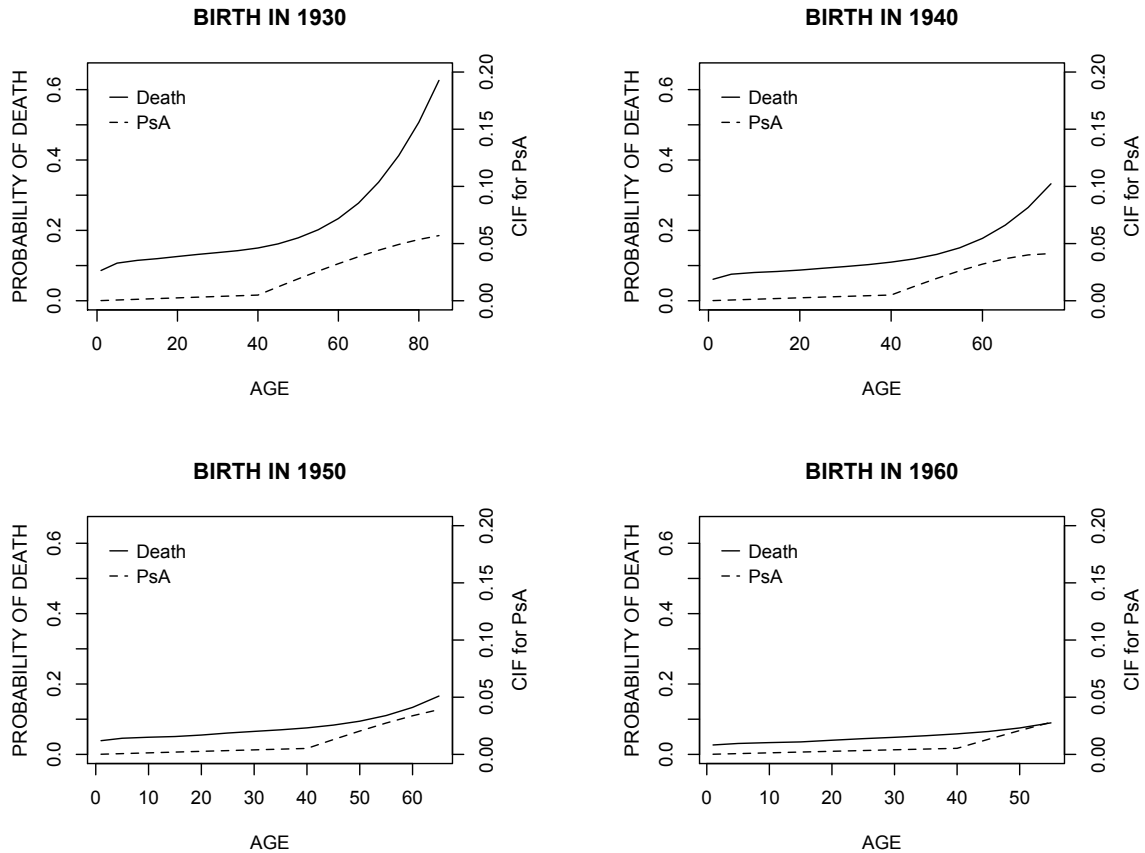 BIRTH IN 1930
PROBABILITY OF DEATH
0.0 0.2 0.4 0.6
Death
PsA
0.00 0.05 0.10 0.15 0.20
CIF for PsA
0 20 40 60 80
AGE
BIRTH IN 1940
PROBABILITY OF DEATH
0.0 0.2 0.4 0.6
Death
PsA
0.00 0.05 0.10 0.15 0.20
CIF for PsA
0 20 40 60
AGE
BIRTH IN 1950
PROBABILITY OF DEATH
0.0 0.2 0.4 0.6
Death
PsA
0.00 0.05 0.10 0.15 0.20
CIF for PsA
0 10 20 30 40 50 60
AGE
BIRTH IN 1960
PROBABILITY OF DEATH
0.0 0.2 0.4 0.6
Death
PsA
0.00 0.05 0.10 0.15 0.20
CIF for PsA
0 10 20 30 40 50
AGE